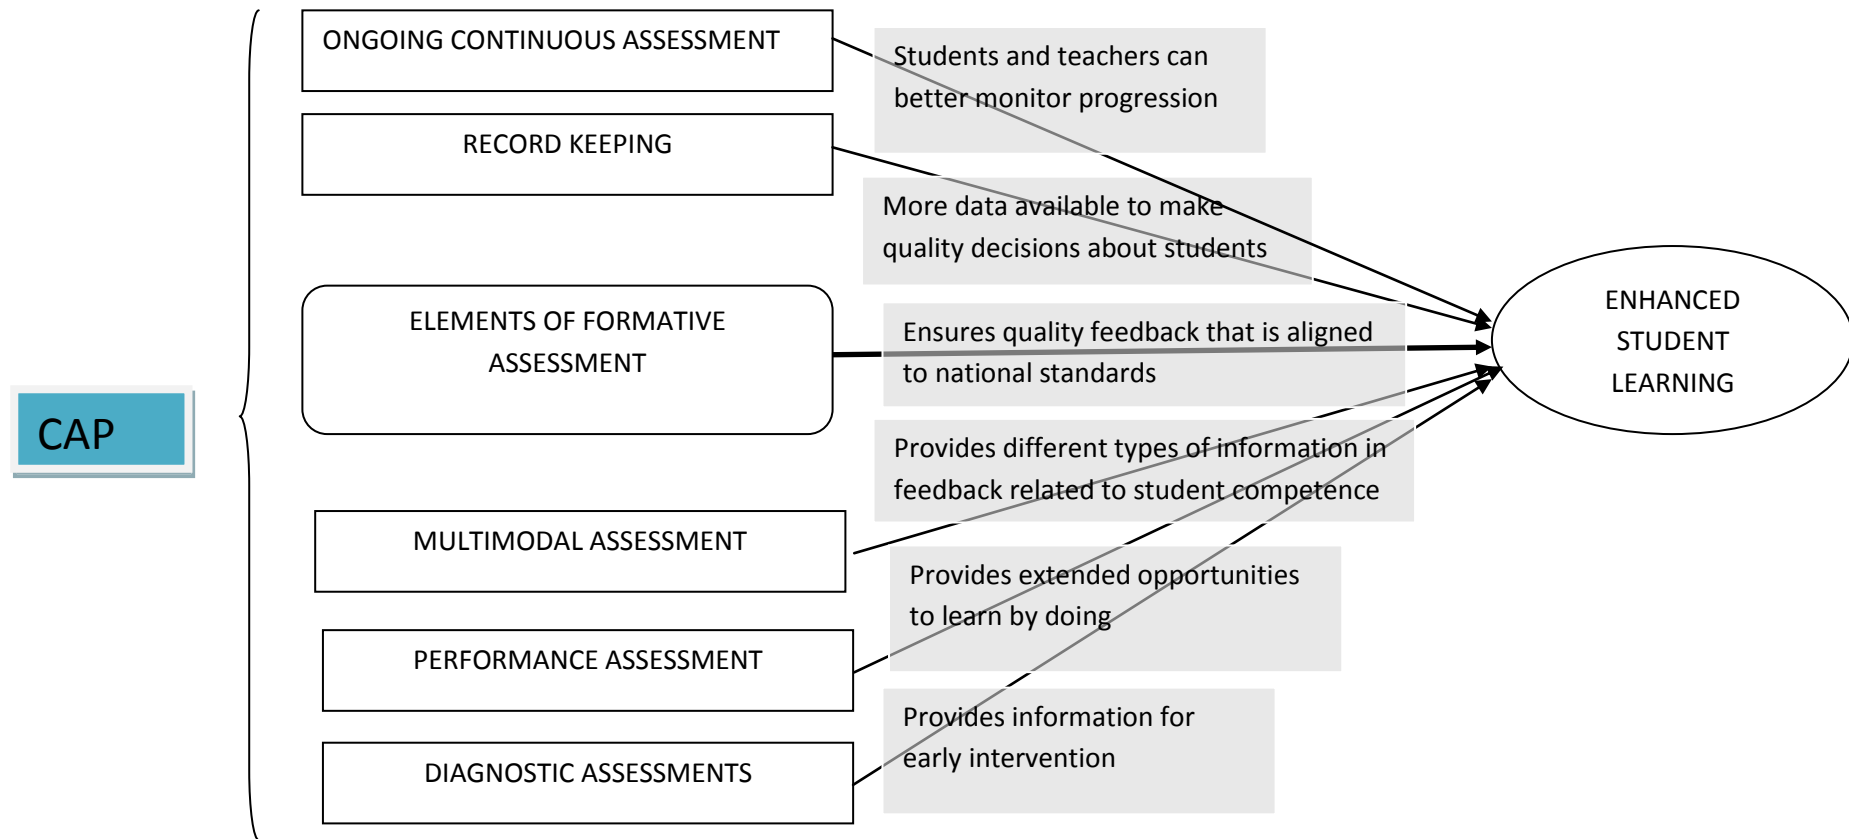 ONGOING CONTINUOUS ASSESSMENT
Students and teachers can
better monitor progression
RECORD KEEPING
More data available to make
quality decisions about students
ELEMENTS OF FORMATIVE
ASSESSMENT
Ensures quality feedback that is aligned
to national standards
ENHANCED
STUDENT
LEARNING
CAP
Provides different types of information in
feedback related to student competence
MULTIMODAL ASSESSMENT
Provides extended opportunities
to learn by doing
PERFORMANCE ASSESSMENT
Provides information for
early intervention
DIAGNOSTIC ASSESSMENTS